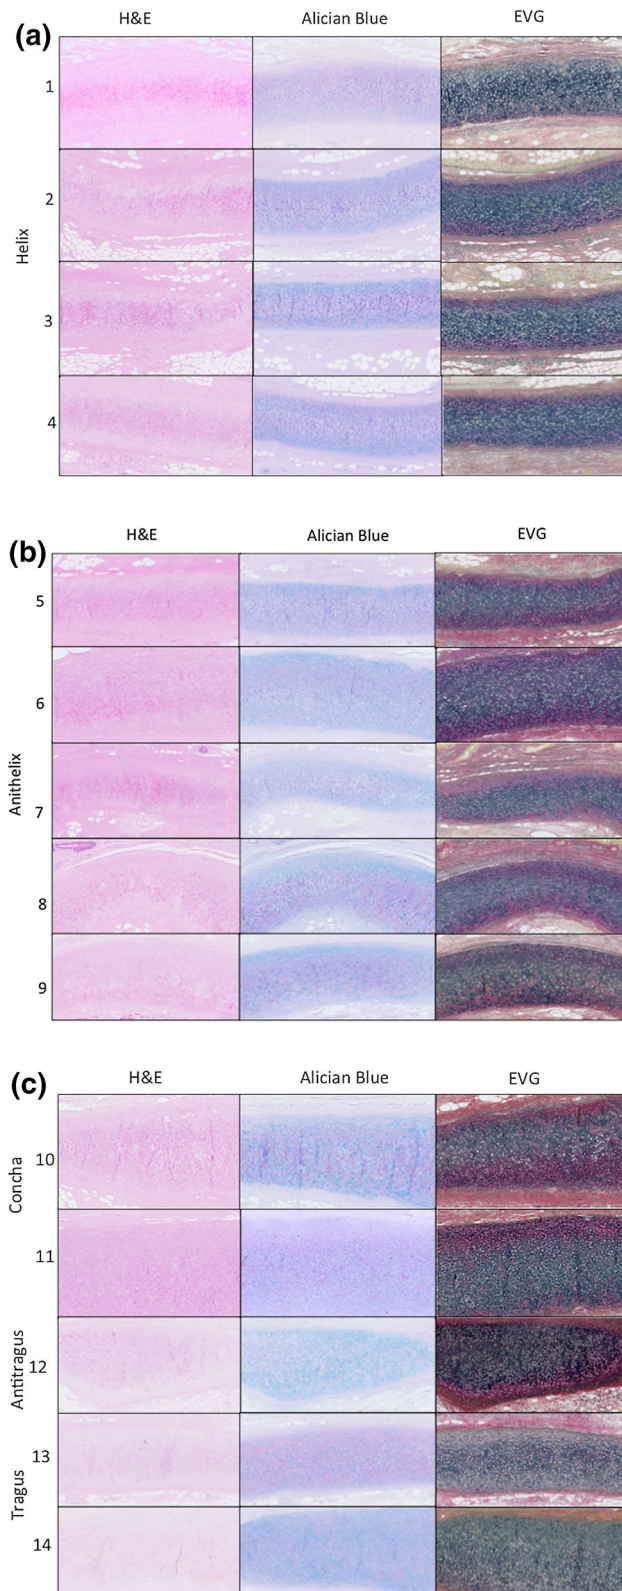 (a)
H&E Alician Blue EVG
1
2
Helix
3
4
(b)
H&E Alician Blue EVG
5
6
Anithelix
7
8
9
(c)
H&E Alician Blue EVG
10
Concha
11
12
Antitragus
13
Tragus
14